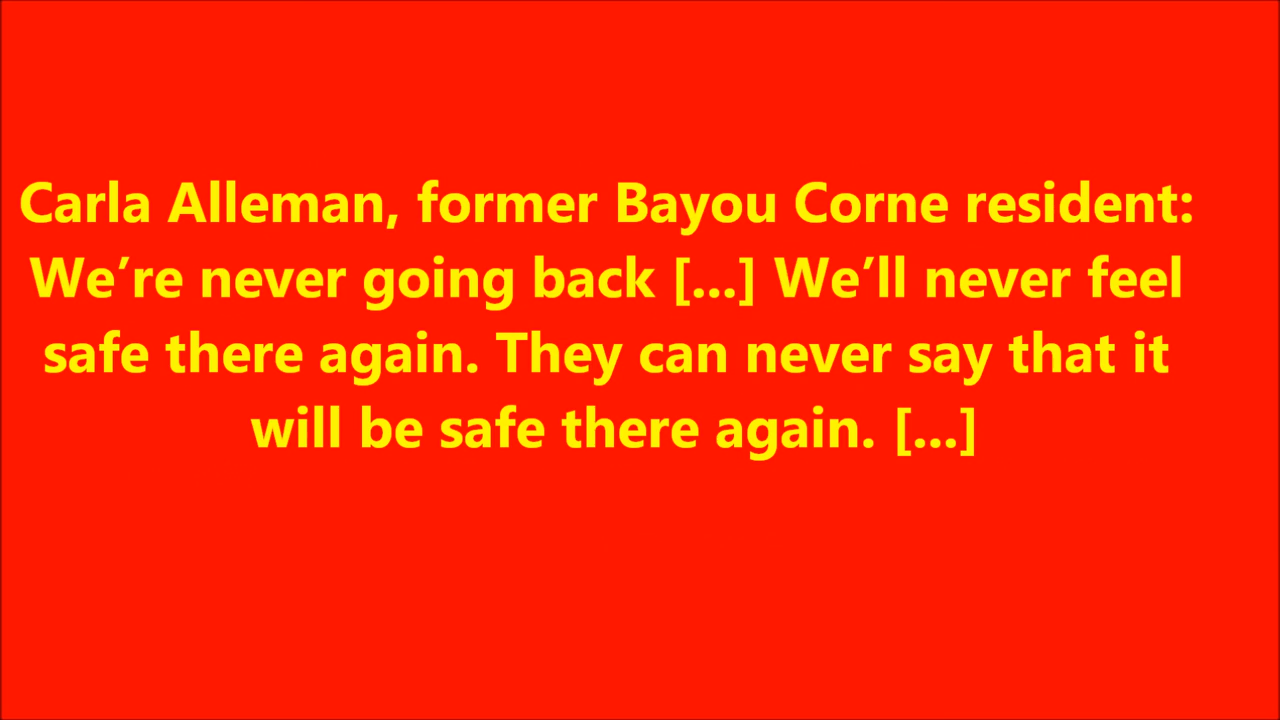 Carla Alleman, former Bayou Corne resident:
We’re never going back [...] We’ll never feel
safe there again. They can never say that it
will be safe there again. [...]